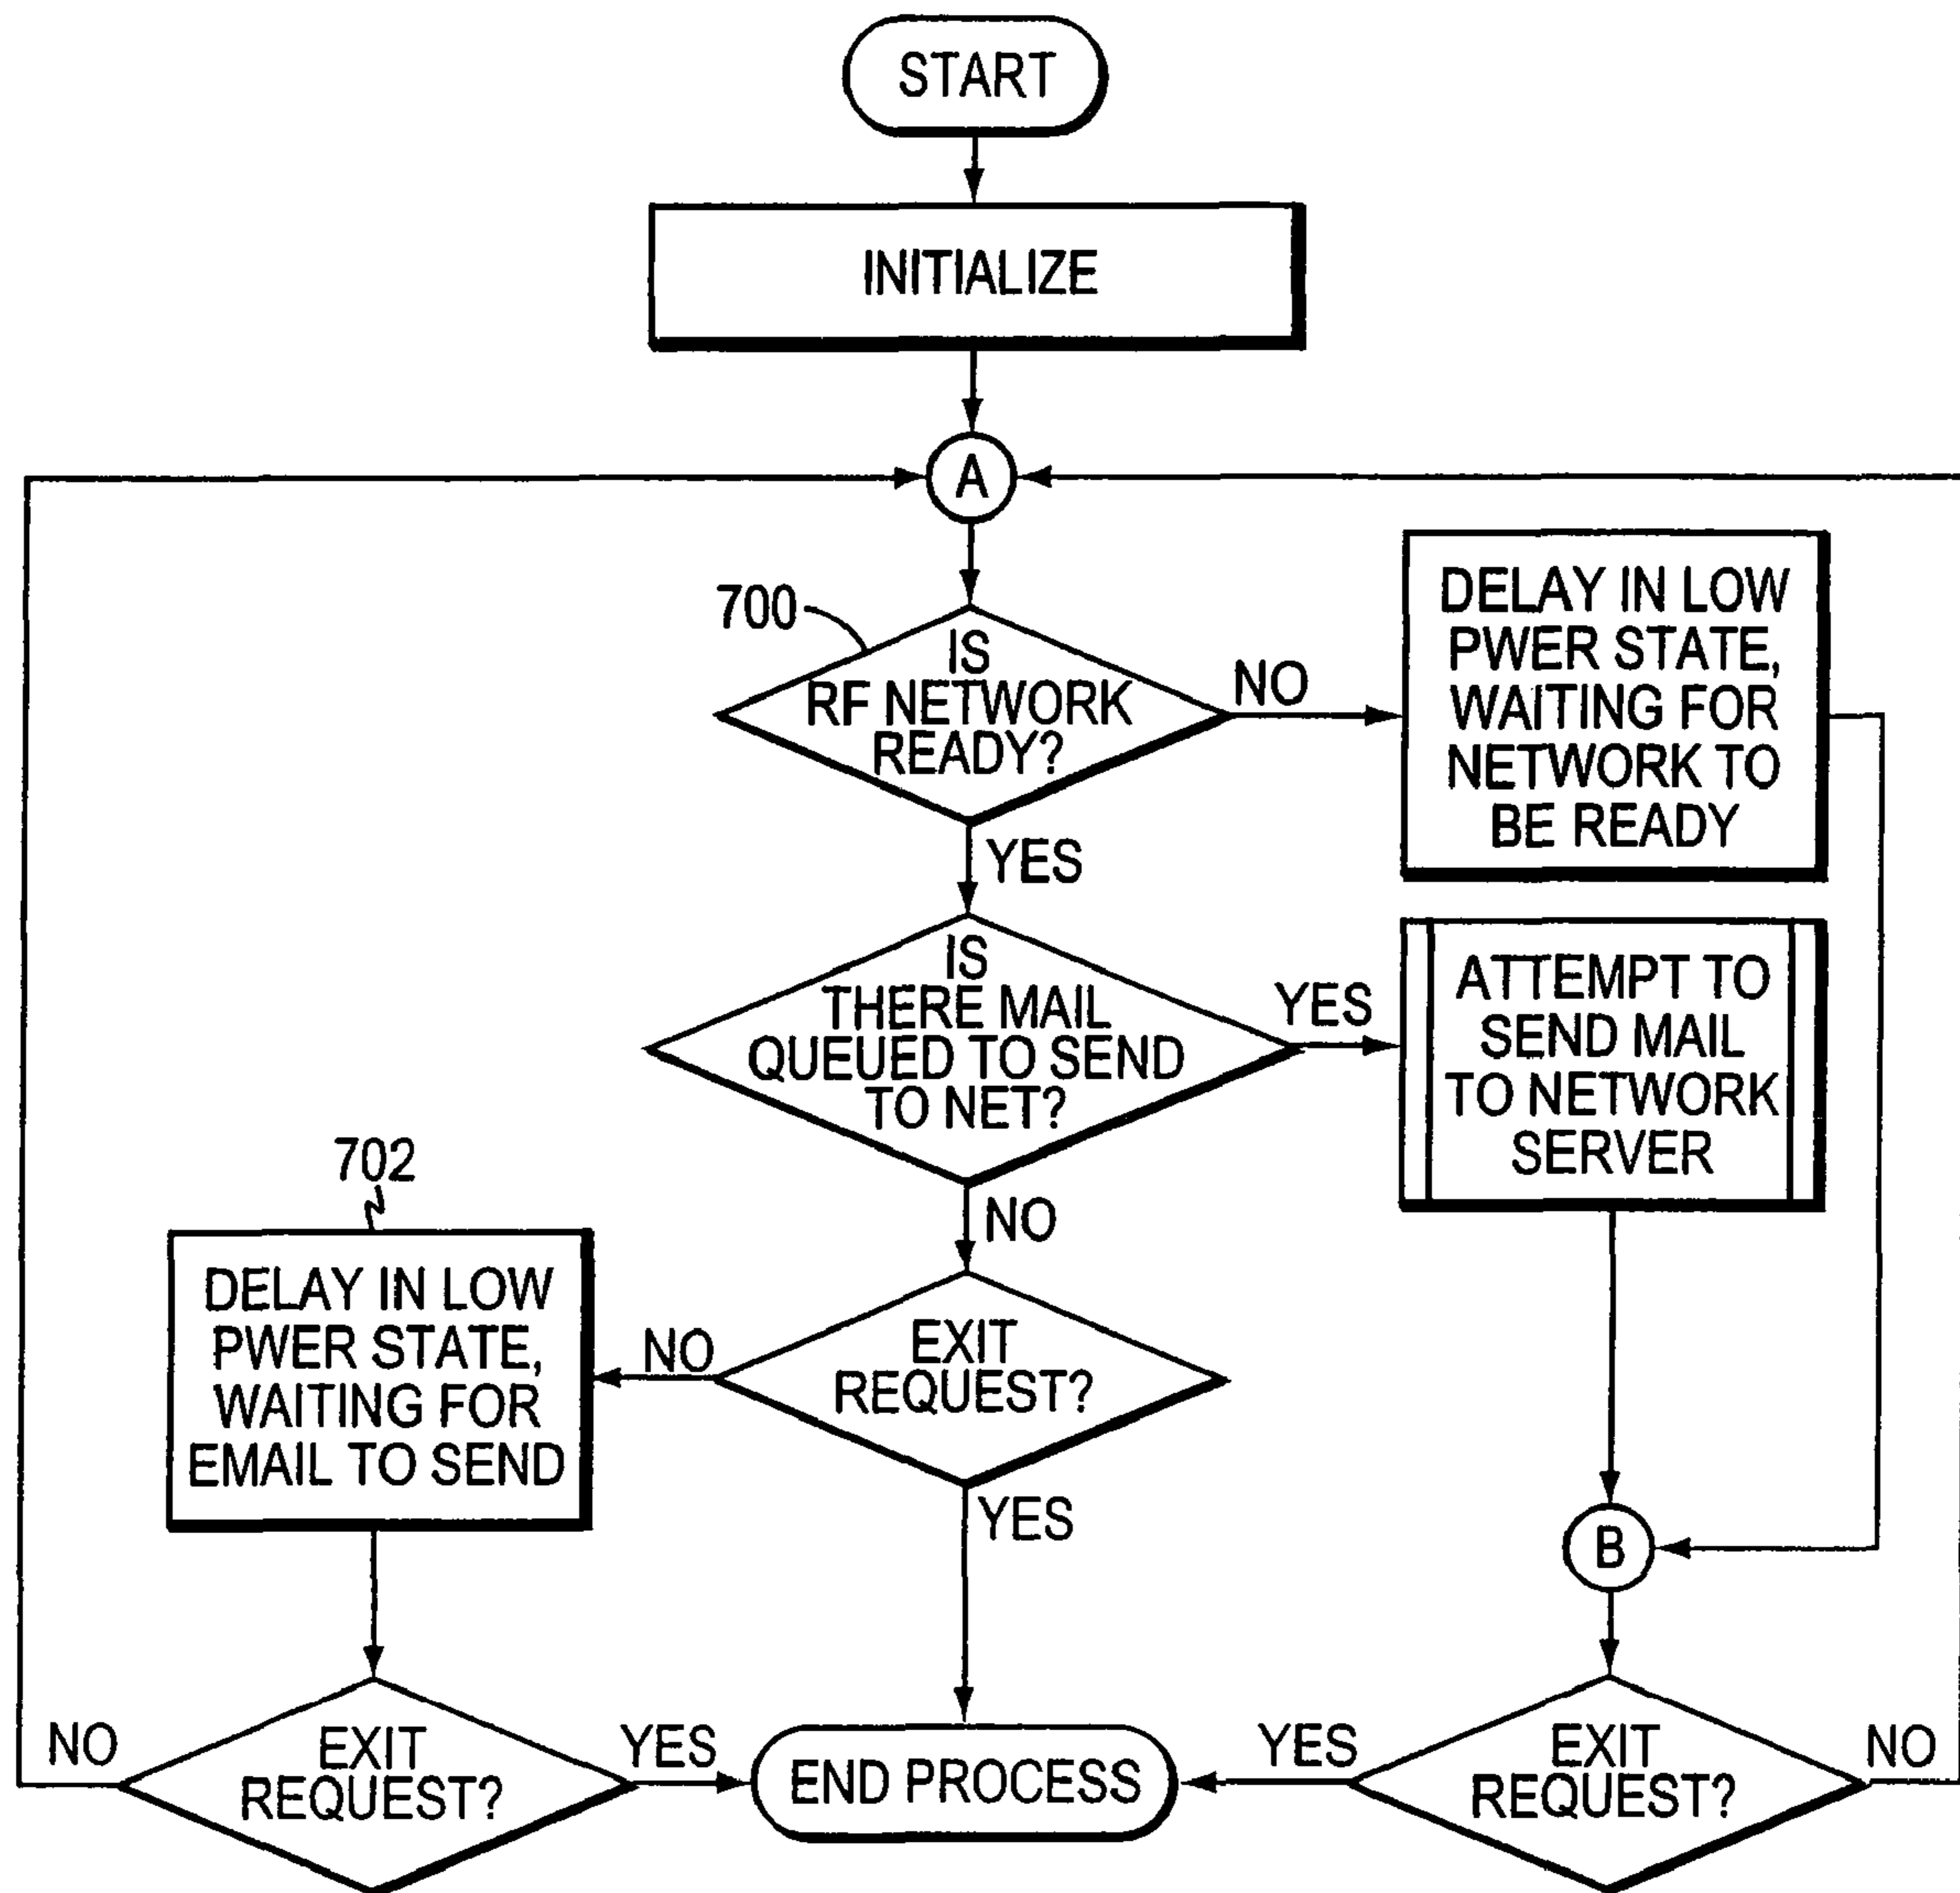 START
INITIALIZE
A
700
IS
RF NETWORK
READY?
NO
DELAY IN LOW
PWER STATE,
WAITING FOR
NETWORK TO
BE READY
YES
IS
THERE MAIL
QUEUED TO SEND
TO NET?
YES
ATTEMPT TO
SEND MAIL
TO NETWORK
SERVER
NO
702
DELAY IN LOW
PWER STATE,
WAITING FOR
EMAIL TO SEND
NO
EXIT
REQUEST?
YES
B
NO
EXIT
REQUEST?
YES
END PROCESS
YES
EXIT
REQUEST?
NO